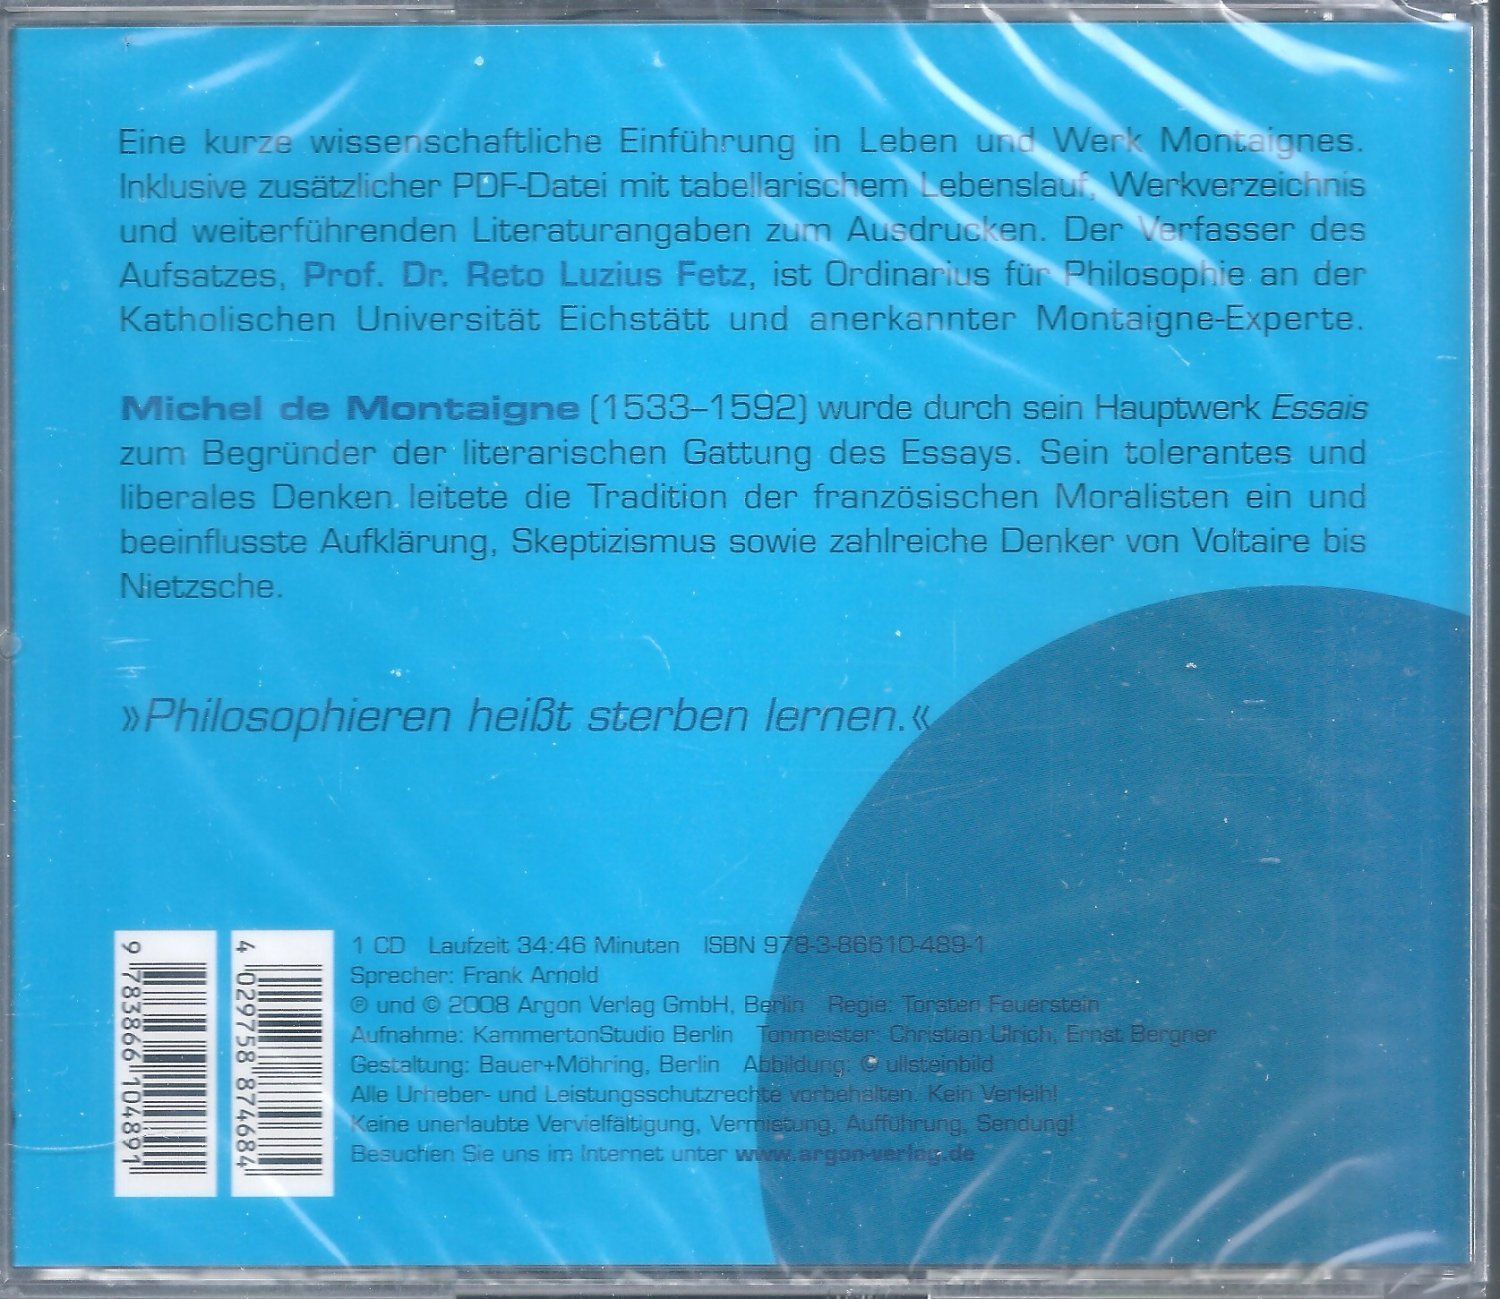 Eine kurze wissenschaftliche Einführung in Leben und Werk Montaignes.
Inklusive zusätzlicher PDF-Datei mit tabellarischem Lebenslauf, Werkverzeichnis
und weiterführenden Literaturangaben zum Ausdrucken. Der Verfasser des
Aufsatzes, Prof. Dr. Reto Luzius Fetz, ist Ordinarius für Philosophie an der
Katholischen Universität Eichstätt und anerkannter Montaigne-Experte.
Michel de Montaigne (1533–1592) wurde durch sein Hauptwerk Essais
zum Begründer der literarischen Gattung des Essays. Sein tolerantes und
liberales Denken leitete die Tradition der französischen Moralisten ein und
beeinflusste Aufklärung, Skeptizismus sowie zahlreiche Denker von Voltaire bis
Nietzsche.
»Philosophieren heißt sterben lernen.«
9 783866 104891
4 029758 874684
1 CD Laufzeit 34:46 Minuten ISBN 978-3-86610-489-1
Sprecher: Frank Arnold
℗ und © 2008 Argon Verlag GmbH, Berlin Regie: Torsten Feuerstein
Aufnahme: KammertonStudio Berlin Tonmeister: Christian Ulrich, Ernst Bergner
Gestaltung: Bauer+Möhring, Berlin Abbildung: © ullsteinbild
Alle Urheber- und Leistungsschutzrechte vorbehalten. Kein Verleih!
Keine unerlaubte Vervielfältigung, Vermietung, Aufführung, Sendung!
Besuchen Sie uns im Internet unter www.argon-verlag.de